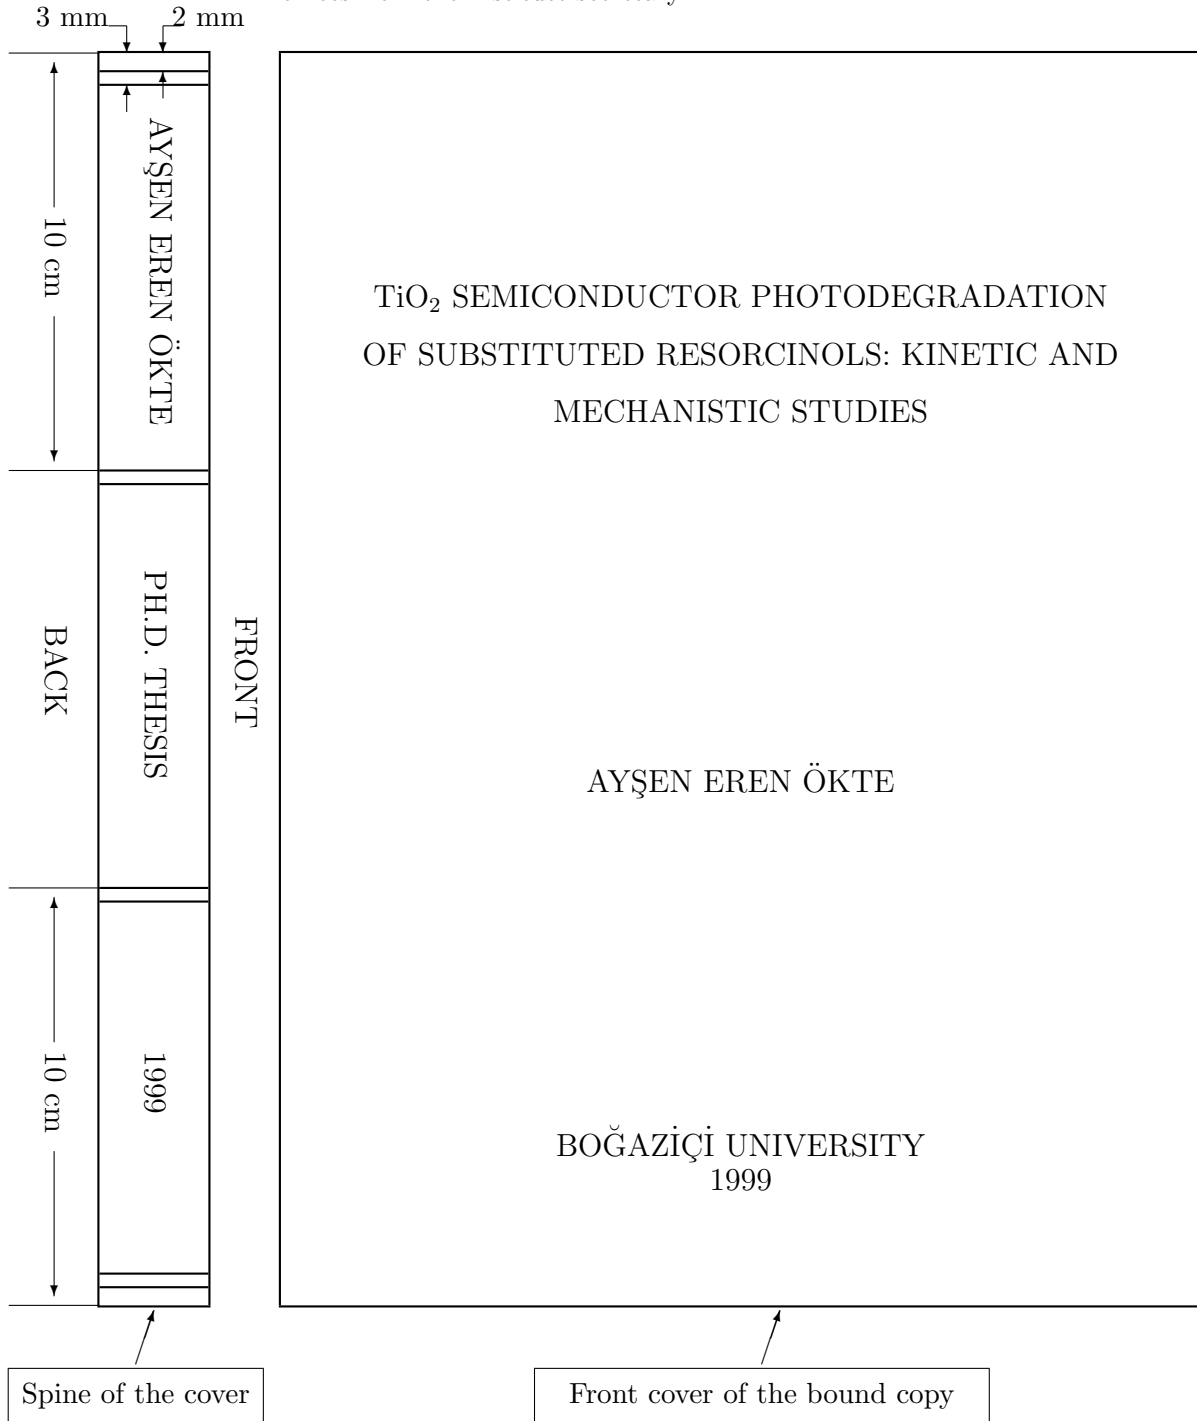 3 mm
2 mm
10 cm
AYŞEN EREN ÖKTE
TiO₂ SEMICONDUCTOR PHOTODEGRADATION
OF SUBSTITUTED RESORCINOLS: KINETIC AND
MECHANISTIC STUDIES
BACK
PH.D. THESIS
FRONT
AYŞEN EREN ÖKTE
10 cm
1999
BOĞAZİÇİ UNIVERSITY
1999
Spine of the cover
Front cover of the bound copy